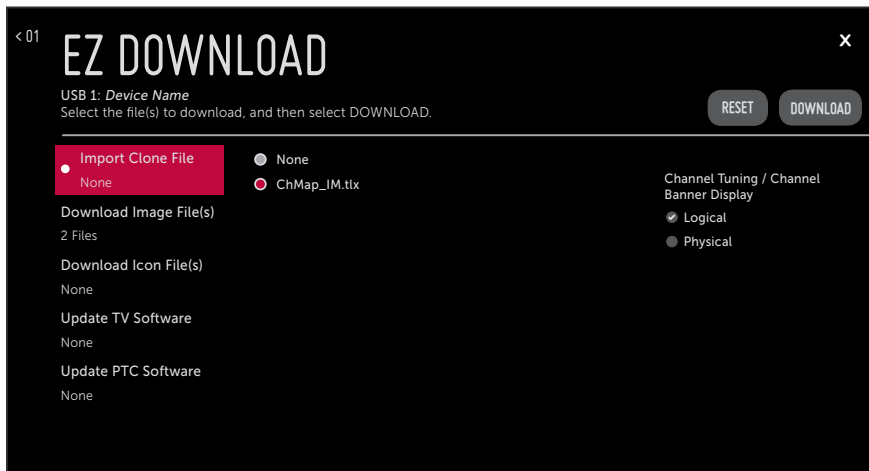 < 01
EZ DOWNLOAD
X
USB 1: Device Name
Select the file(s) to download, and then select DOWNLOAD.
RESET
DOWNLOAD
Import Clone File
None
Download Image File(s)
2 Files
Download Icon File(s)
None
Update TV Software
None
Update PTC Software
None
None
ChMap_IM.tlx
Channel Tuning / Channel
Banner Display
Logical
Physical